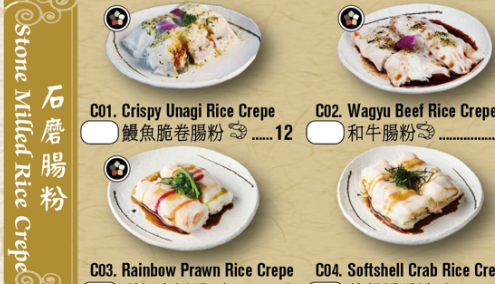 石磨腸粉
Stone Milled Rice Crepe
C01. Crispy Unagi Rice Crepe
鰻魚脆卷腸粉 ......12
C02. Wagyu Beef Rice Crepe
和牛腸粉 ................
C03. Rainbow Prawn Rice Crepe
C04. Softshell Crab Rice Cre